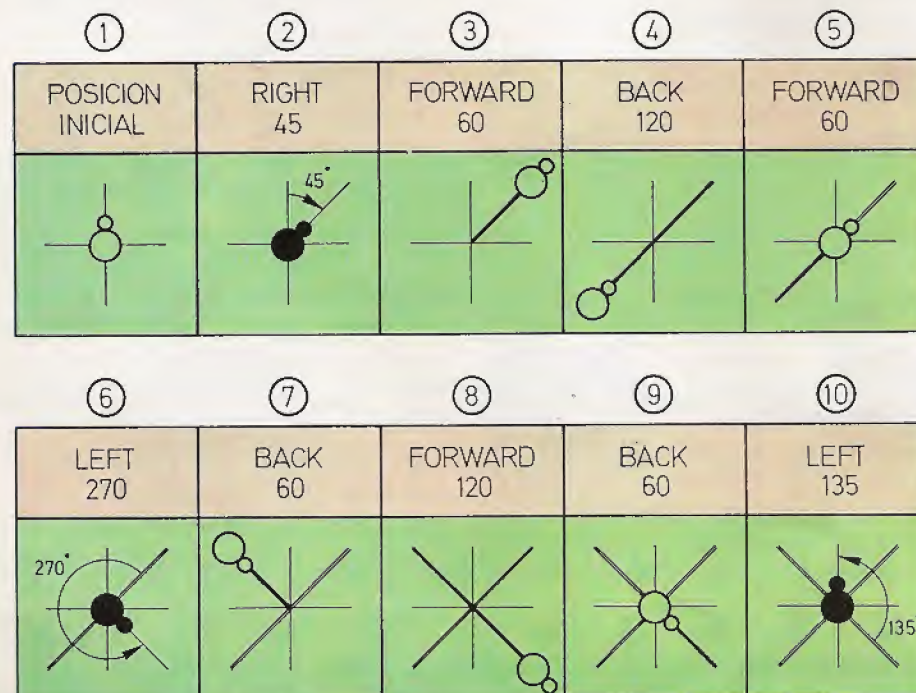 1 2 3 4 5
POSICION INICIAL
RIGHT 45
FORWARD 60
BACK 120
FORWARD 60
45°
6 7 8 9 10
LEFT 270
BACK 60
FORWARD 120
BACK 60
LEFT 135
270°
135